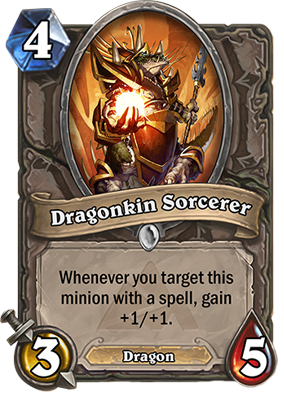 4
Dragonkin Sorcerer
Whenever you target this
minion with a spell, gain
+1/+1.
Dragon
3
5